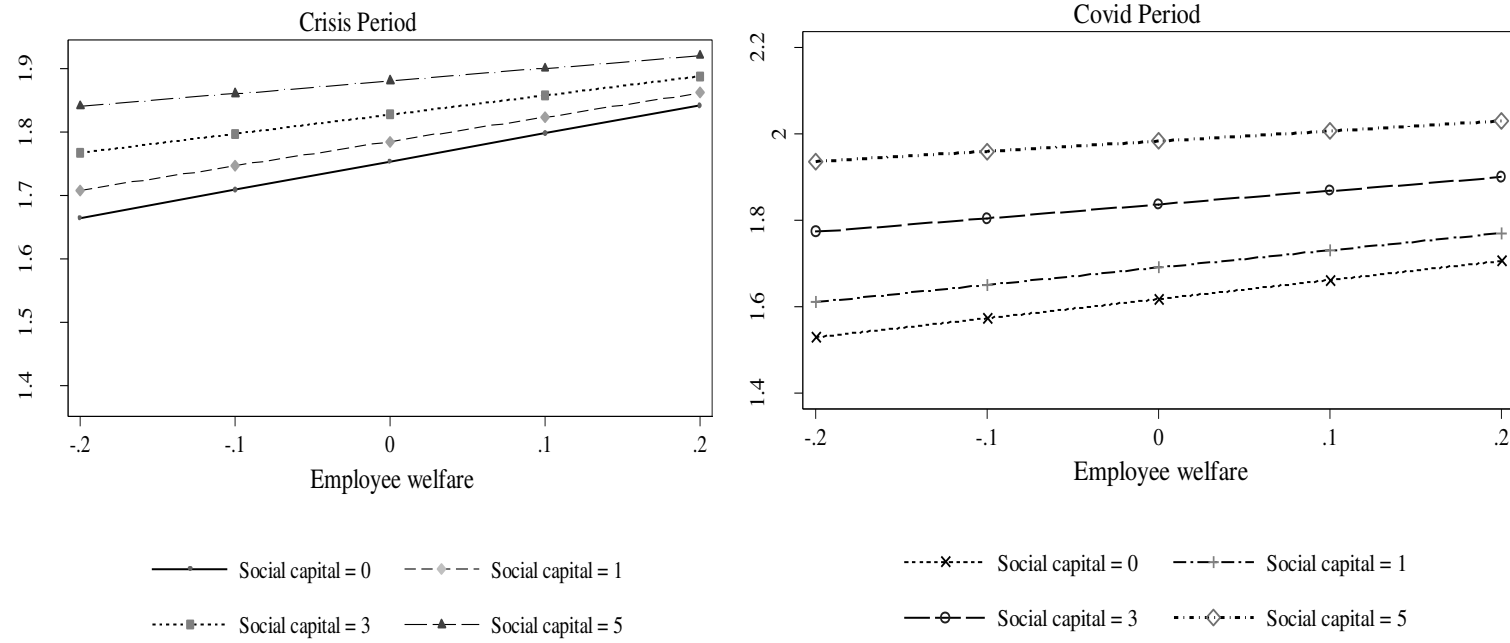 Crisis Period
1.9
1.8
1.7
1.6
1.5
1.4
-.2 -.1 0 .1 .2
Employee welfare
Social capital = 0 Social capital = 1
Social capital = 3 Social capital = 5
Covid Period
2.2
2
1.8
1.6
1.4
-.2 -.1 0 .1 .2
Employee welfare
Social capital = 0 Social capital = 1
Social capital = 3 Social capital = 5